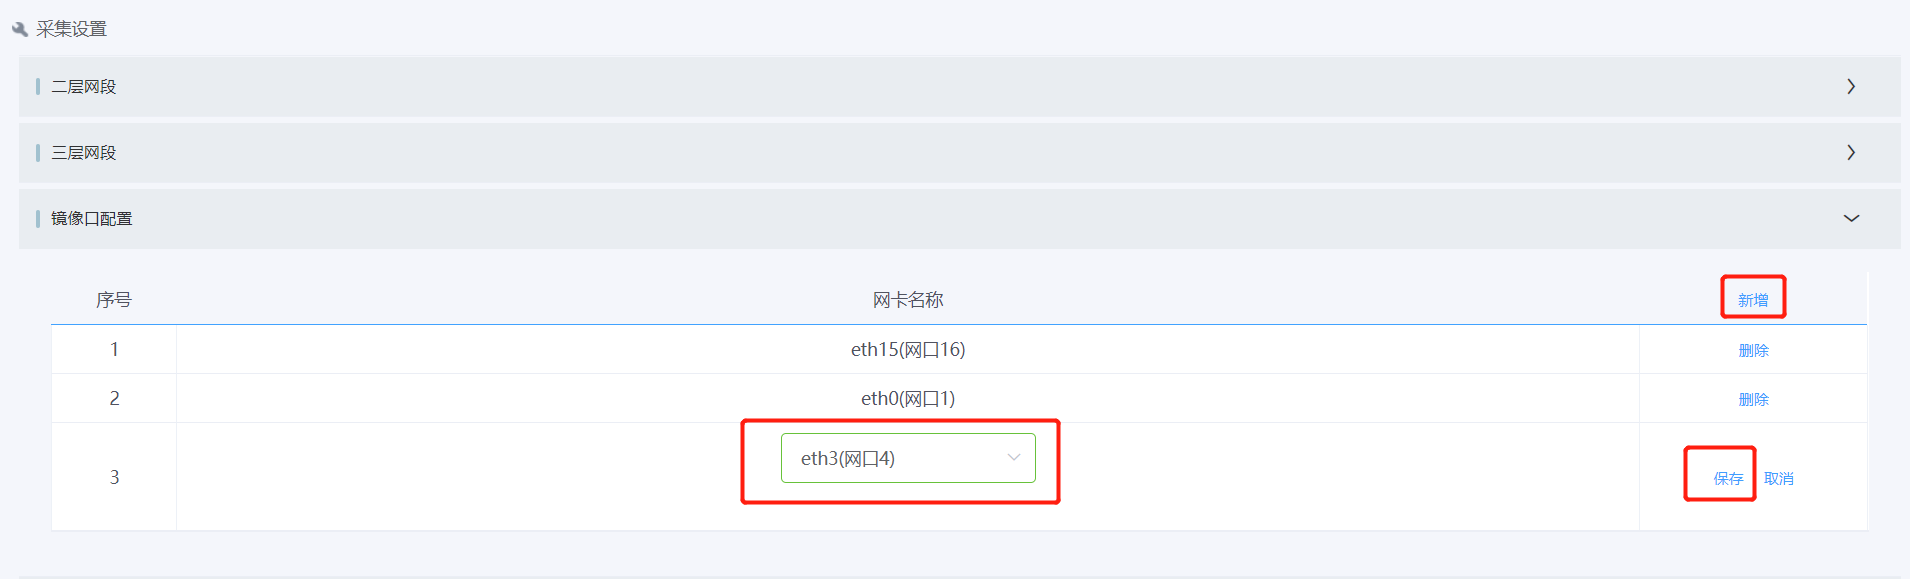 采集设置
二层网段
三层网段
镜像口配置
序号 网卡名称 新增
1 eth15(网口16) 删除
2 eth0(网口1) 删除
3 eth3(网口4) 保存 取消